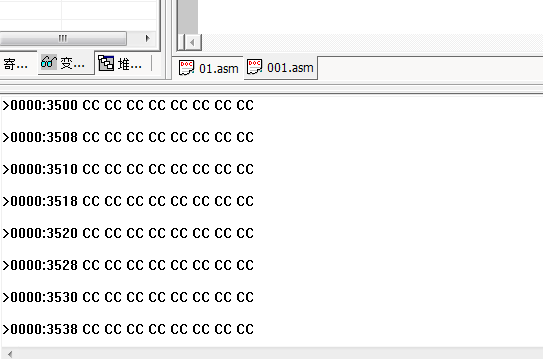 寄... 变... 堆...
01.asm 001.asm
>0000:3500 CC CC CC CC CC CC CC CC
>0000:3508 CC CC CC CC CC CC CC CC
>0000:3510 CC CC CC CC CC CC CC CC
>0000:3518 CC CC CC CC CC CC CC CC
>0000:3520 CC CC CC CC CC CC CC CC
>0000:3528 CC CC CC CC CC CC CC CC
>0000:3530 CC CC CC CC CC CC CC CC
>0000:3538 CC CC CC CC CC CC CC CC